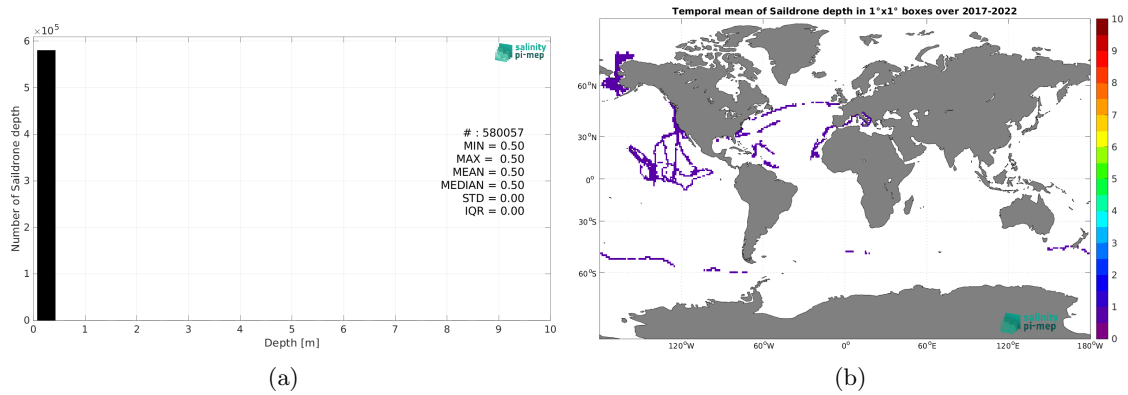 ×10⁵
6
5
4
3
2
1
0
Number of Saildrone depth
salinity
pi-mep
# : 580057
MIN = 0.50
MAX = 0.50
MEAN = 0.50
MEDIAN = 0.50
STD = 0.00
IQR = 0.00
0 1 2 3 4 5 6 7 8 9 10
Depth [m]
(a)
Temporal mean of Saildrone depth in 1°x1° boxes over 2017-2022
60°N
30°N
0°
30°S
60°S
120°W 60°W 0° 60°E 120°E 180°W
salinity
pi-mep
10
9
8
7
6
5
4
3
2
1
0
(b)